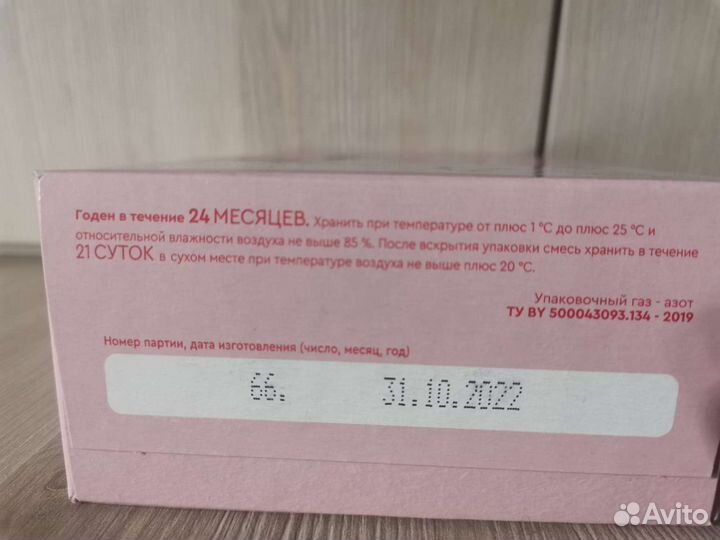 Годен в течение 24 МЕСЯЦЕВ. Хранить при температуре от плюс 1 °C до плюс 25 °C и
относительной влажности воздуха не выше 85 %. После вскрытия упаковки смесь хранить в течение
21 СУТОК в сухом месте при температуре воздуха не выше плюс 20 °C.
Упаковочный газ - азот
ТУ BY 500043093.134 - 2019
Номер партии, дата изготовления (число, месяц, год)
66. 31.10.2022
Avito